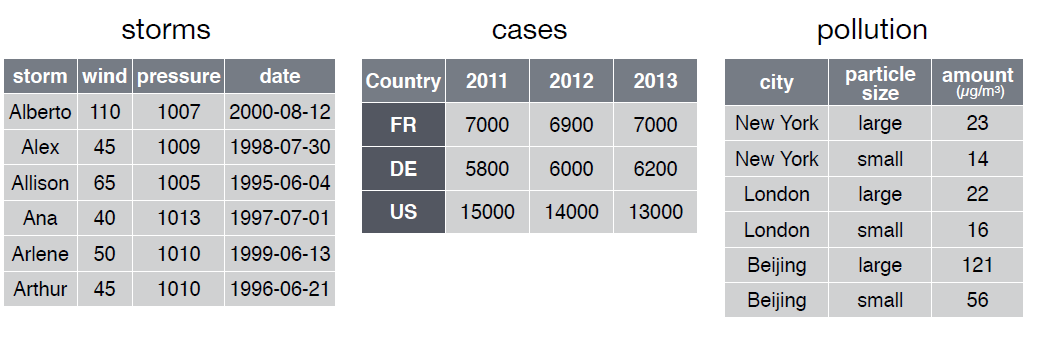 storms
storm wind pressure date
Alberto 110 1007 2000-08-12
Alex 45 1009 1998-07-30
Allison 65 1005 1995-06-04
Ana 40 1013 1997-07-01
Arlene 50 1010 1999-06-13
Arthur 45 1010 1996-06-21
cases
Country 2011 2012 2013
FR 7000 6900 7000
DE 5800 6000 6200
US 15000 14000 13000
pollution
city particle size amount (µg/m³)
New York large 23
New York small 14
London large 22
London small 16
Beijing large 121
Beijing small 56